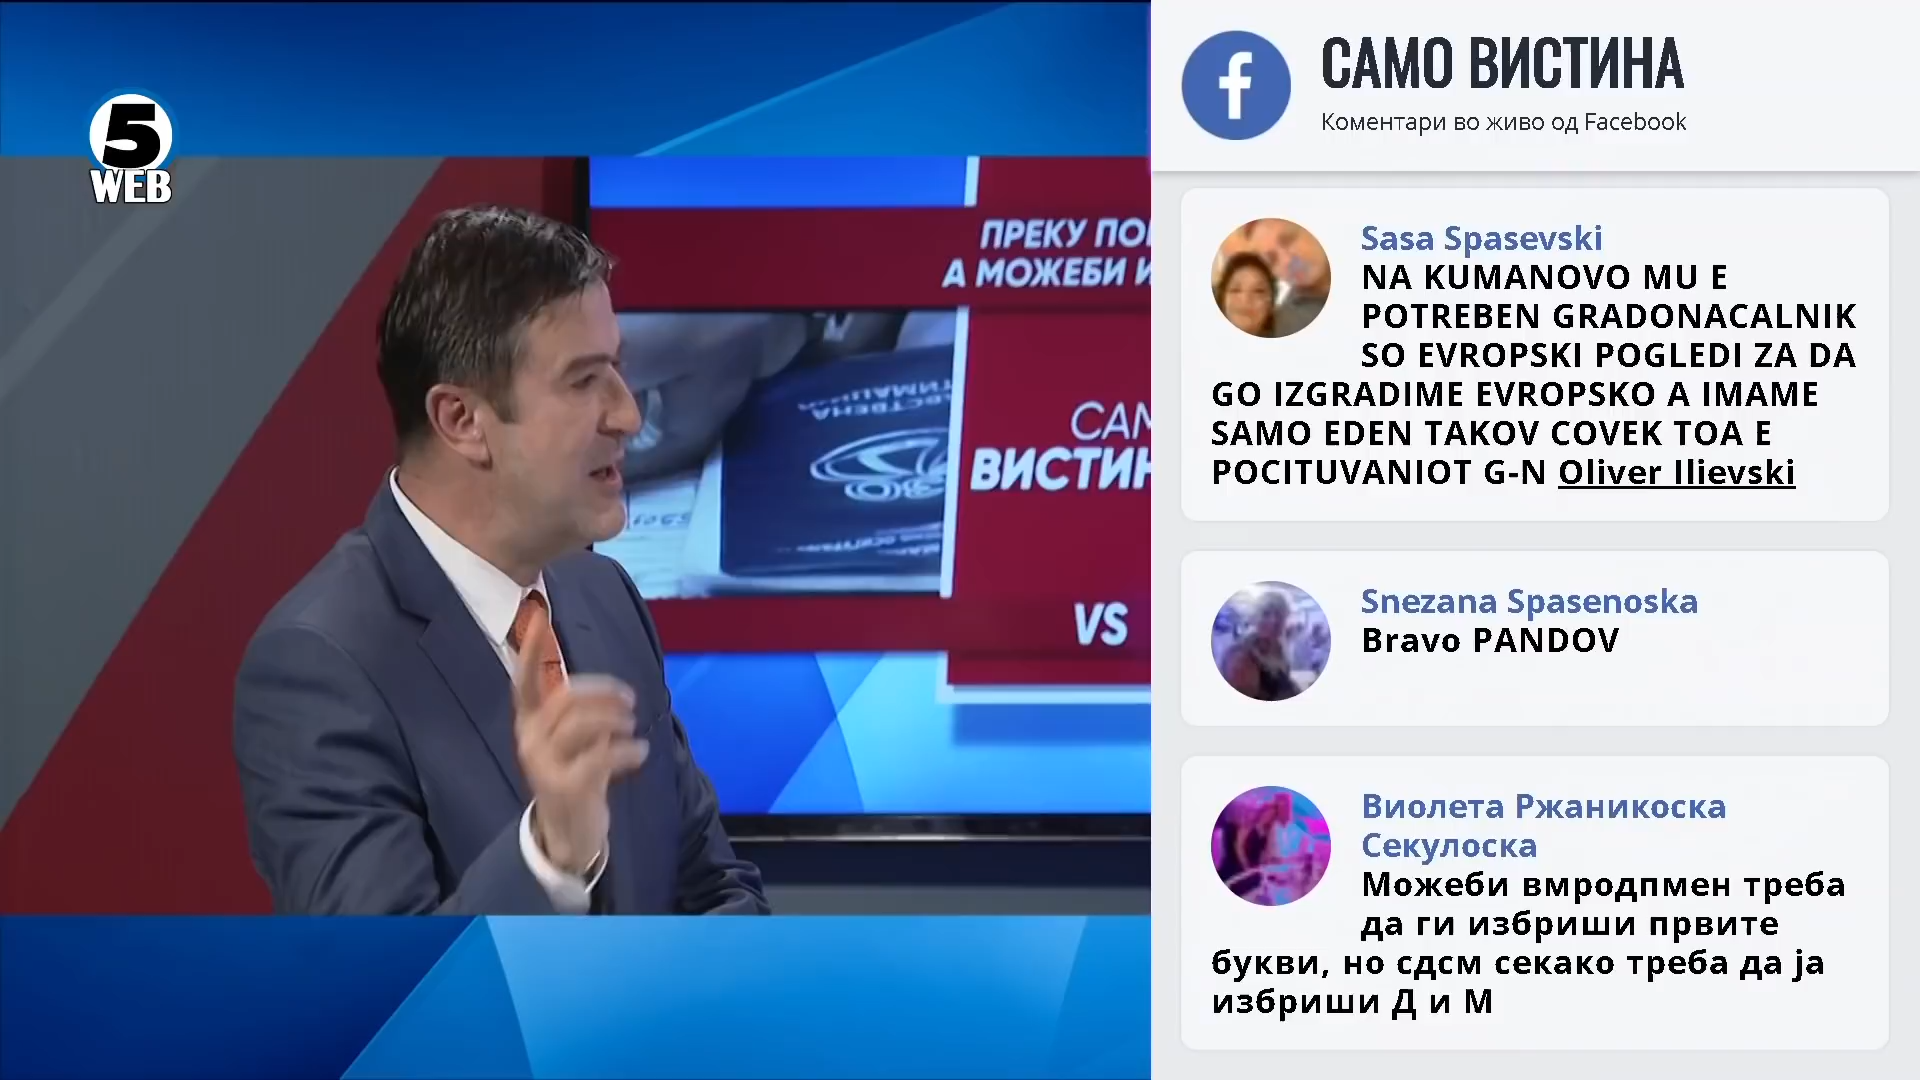 5
WEB
ПРЕКУ
А МОЖЕБИ
VS
САМО ВИСТИНА
Коментари во живо од Facebook
Sasa Spasevski
NA KUMANOVO MU E
POTREBEN GRADONACALNIK
SO EVROPSKI POGLEDI ZA DA
GO IZGRADIME EVROPSKO A IMAME
SAMO EDEN TAKOV COVEK TOA E
POCITUVANIOT G-N Oliver Ilievski
Snezana Spasenoska
Bravo PANDOV
Виолета Ржаникоска
Секулоска
Можеби вмродпмен треба
да ги избриши првите
букви, но сдсм секако треба да ја
избриши Д и М